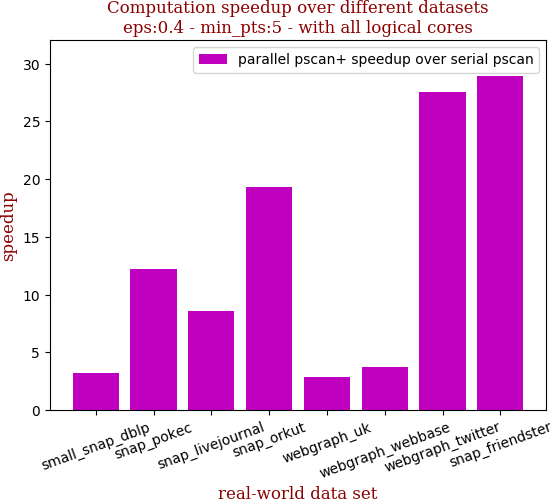 Computation speedup over different datasets
eps:0.4 - min_pts:5 - with all logical cores
parallel pscan+ speedup over serial pscan
speedup
30
25
20
15
10
5
0
small_snap_dblp
snap_pokec
snap_livejournal
snap_orkut
webgraph_uk
webgraph_webbase
webgraph_twitter
snap_friendster
real-world data set